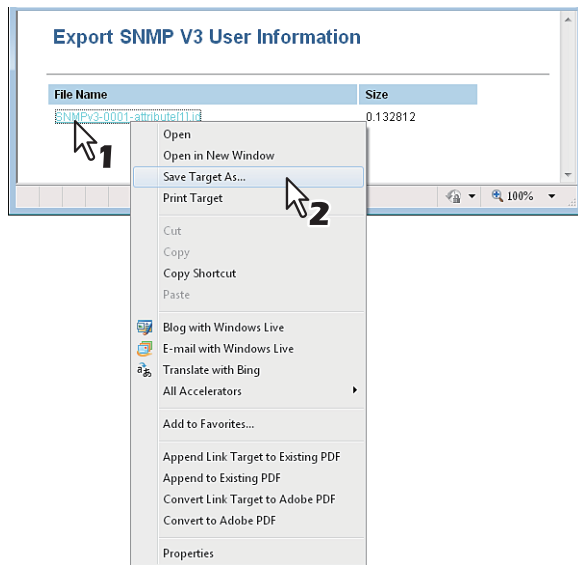 Export SNMP V3 User Information
File Name Size
SNMPv3-0001-attribute[1].id 0.132812
1
Open
Open in New Window
Save Target As...
2
Print Target
100%
Cut
Copy
Copy Shortcut
Paste
Blog with Windows Live
E-mail with Windows Live
Translate with Bing
All Accelerators
Add to Favorites...
Append Link Target to Existing PDF
Append to Existing PDF
Convert Link Target to Adobe PDF
Convert to Adobe PDF
Properties